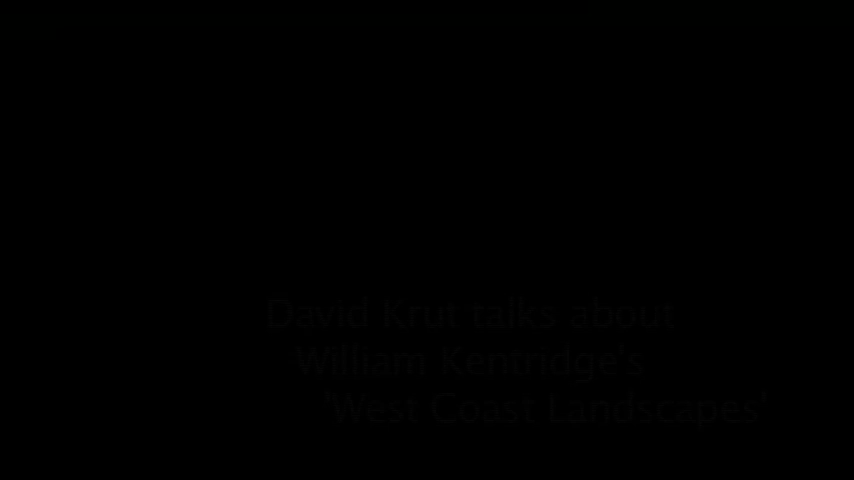 David Krut talks about
William Kentridge's
'West Coast Landscapes'